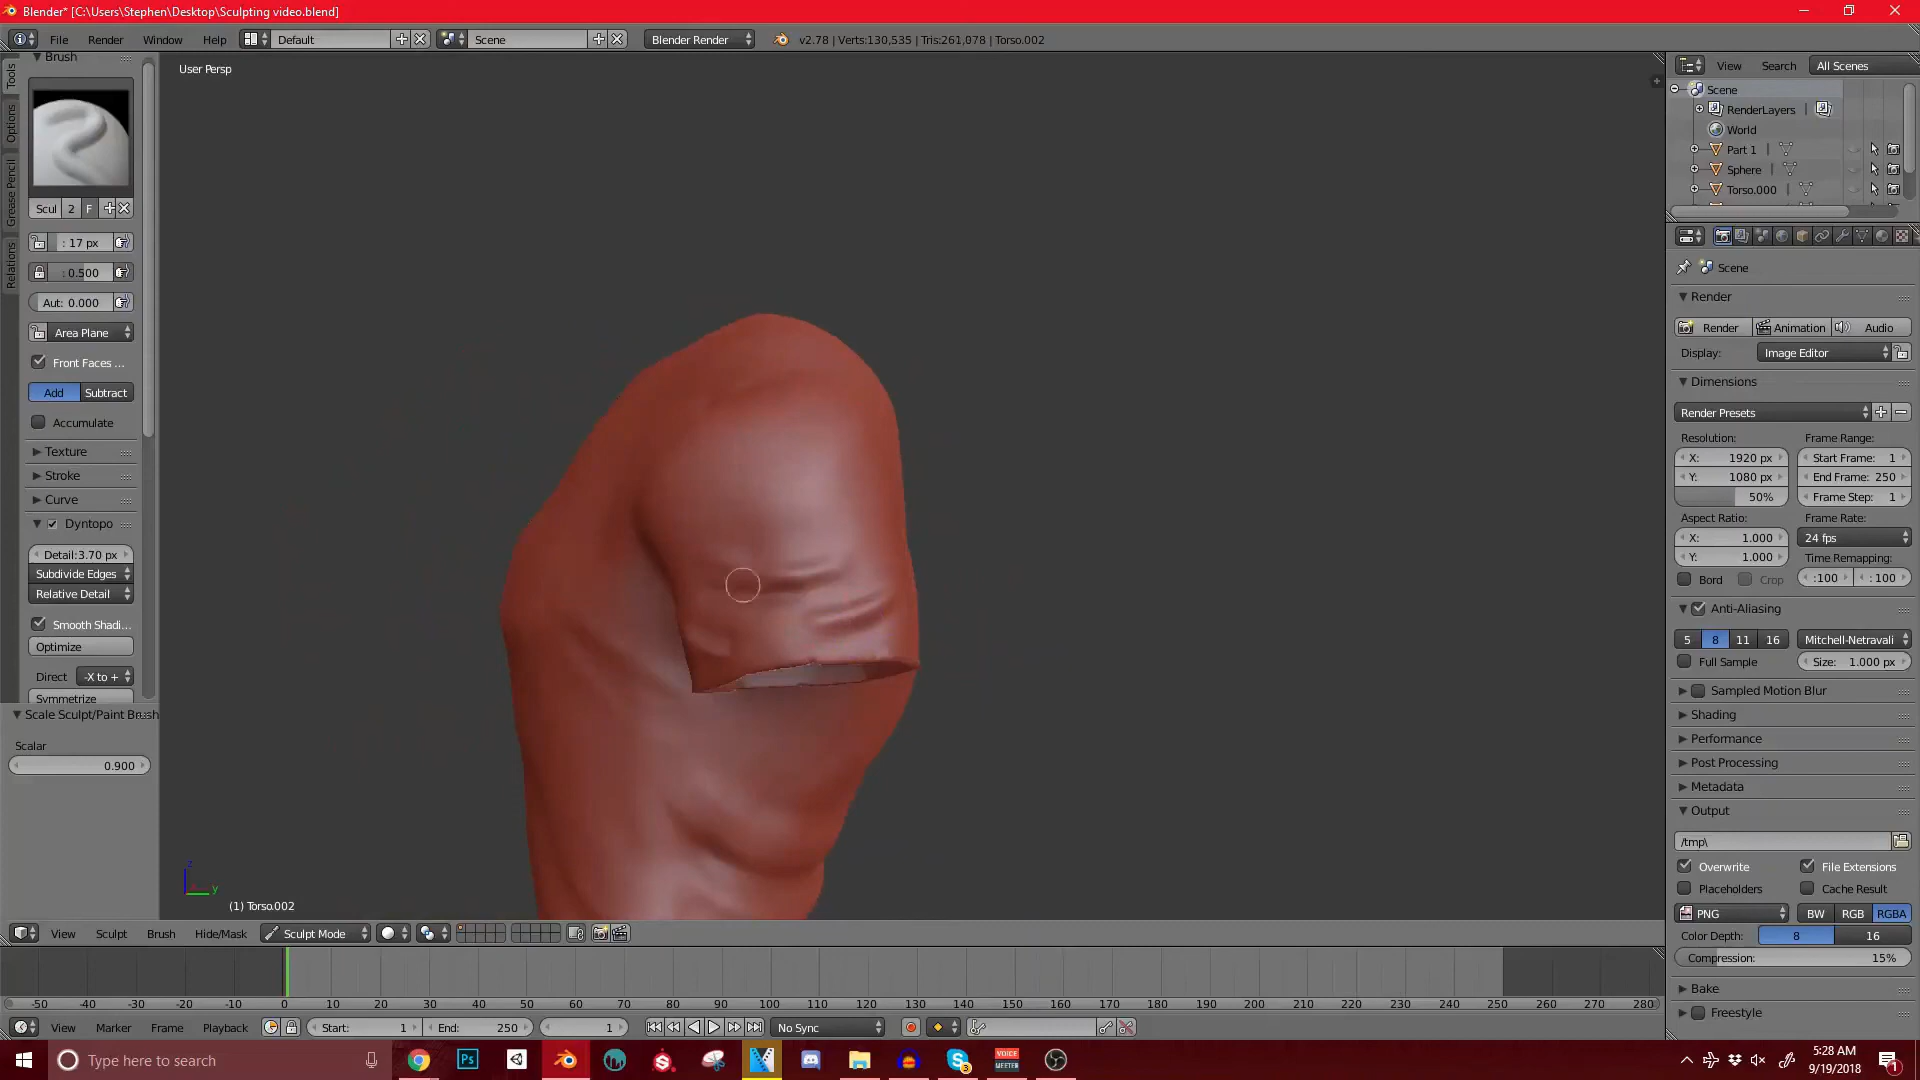 Blender* [C:\Users\Stephen\Desktop\Sculpting video.blend]
File Render Window Help Default Scene Blender Render v2.78 | Verts:130,535 | Tris:261,078 | Torso.002
Brush
Tools
Options
Grease Pencil
Relations
Scul 2 F
: 17 px
: 0.500
Aut: 0.000
Area Plane
Front Faces ...
Add Subtract
Accumulate
Texture
Stroke
Curve
Dyntopo
Detail:3.70 px
Subdivide Edges
Relative Detail
Smooth Shadi...
Optimize
Direct -X to +
Symmetrize
Scale Sculpt/Paint Brush
Scalar
0.900
User Persp
z
y
(1) Torso.002
View Sculpt Brush Hide/Mask Sculpt Mode
-50 -40 -30 -20 -10 0 10 20 30 40 50 60 70 80 90 100 110 120 130 140 150 160 170 180 190 200 210 220 230 240 250 260 270 280
View Marker Frame Playback Start: 1 End: 250 1 No Sync
View Search All Scenes
Scene
RenderLayers |
World
Part 1 |
Sphere |
Torso.000 |
Scene
Render
Render Animation Audio
Display: Image Editor
Dimensions
Render Presets
Resolution: Frame Range:
X: 1920 px Start Frame: 1
Y: 1080 px End Frame: 250
50% Frame Step: 1
Aspect Ratio: Frame Rate:
X: 1.000 24 fps
Y: 1.000 Time Remapping:
Bord Crop :100 : 100
Anti-Aliasing
5 8 11 16 Mitchell-Netravali
Full Sample Size: 1.000 px
Sampled Motion Blur
Shading
Performance
Post Processing
Metadata
Output
/tmp\
Overwrite File Extensions
Placeholders Cache Result
PNG BW RGB RGBA
Color Depth: 8 16
Compression: 15%
Bake
Freestyle
Type here to search
Ps
VOICE MEETER
3
5:28 AM
9/19/2018
1